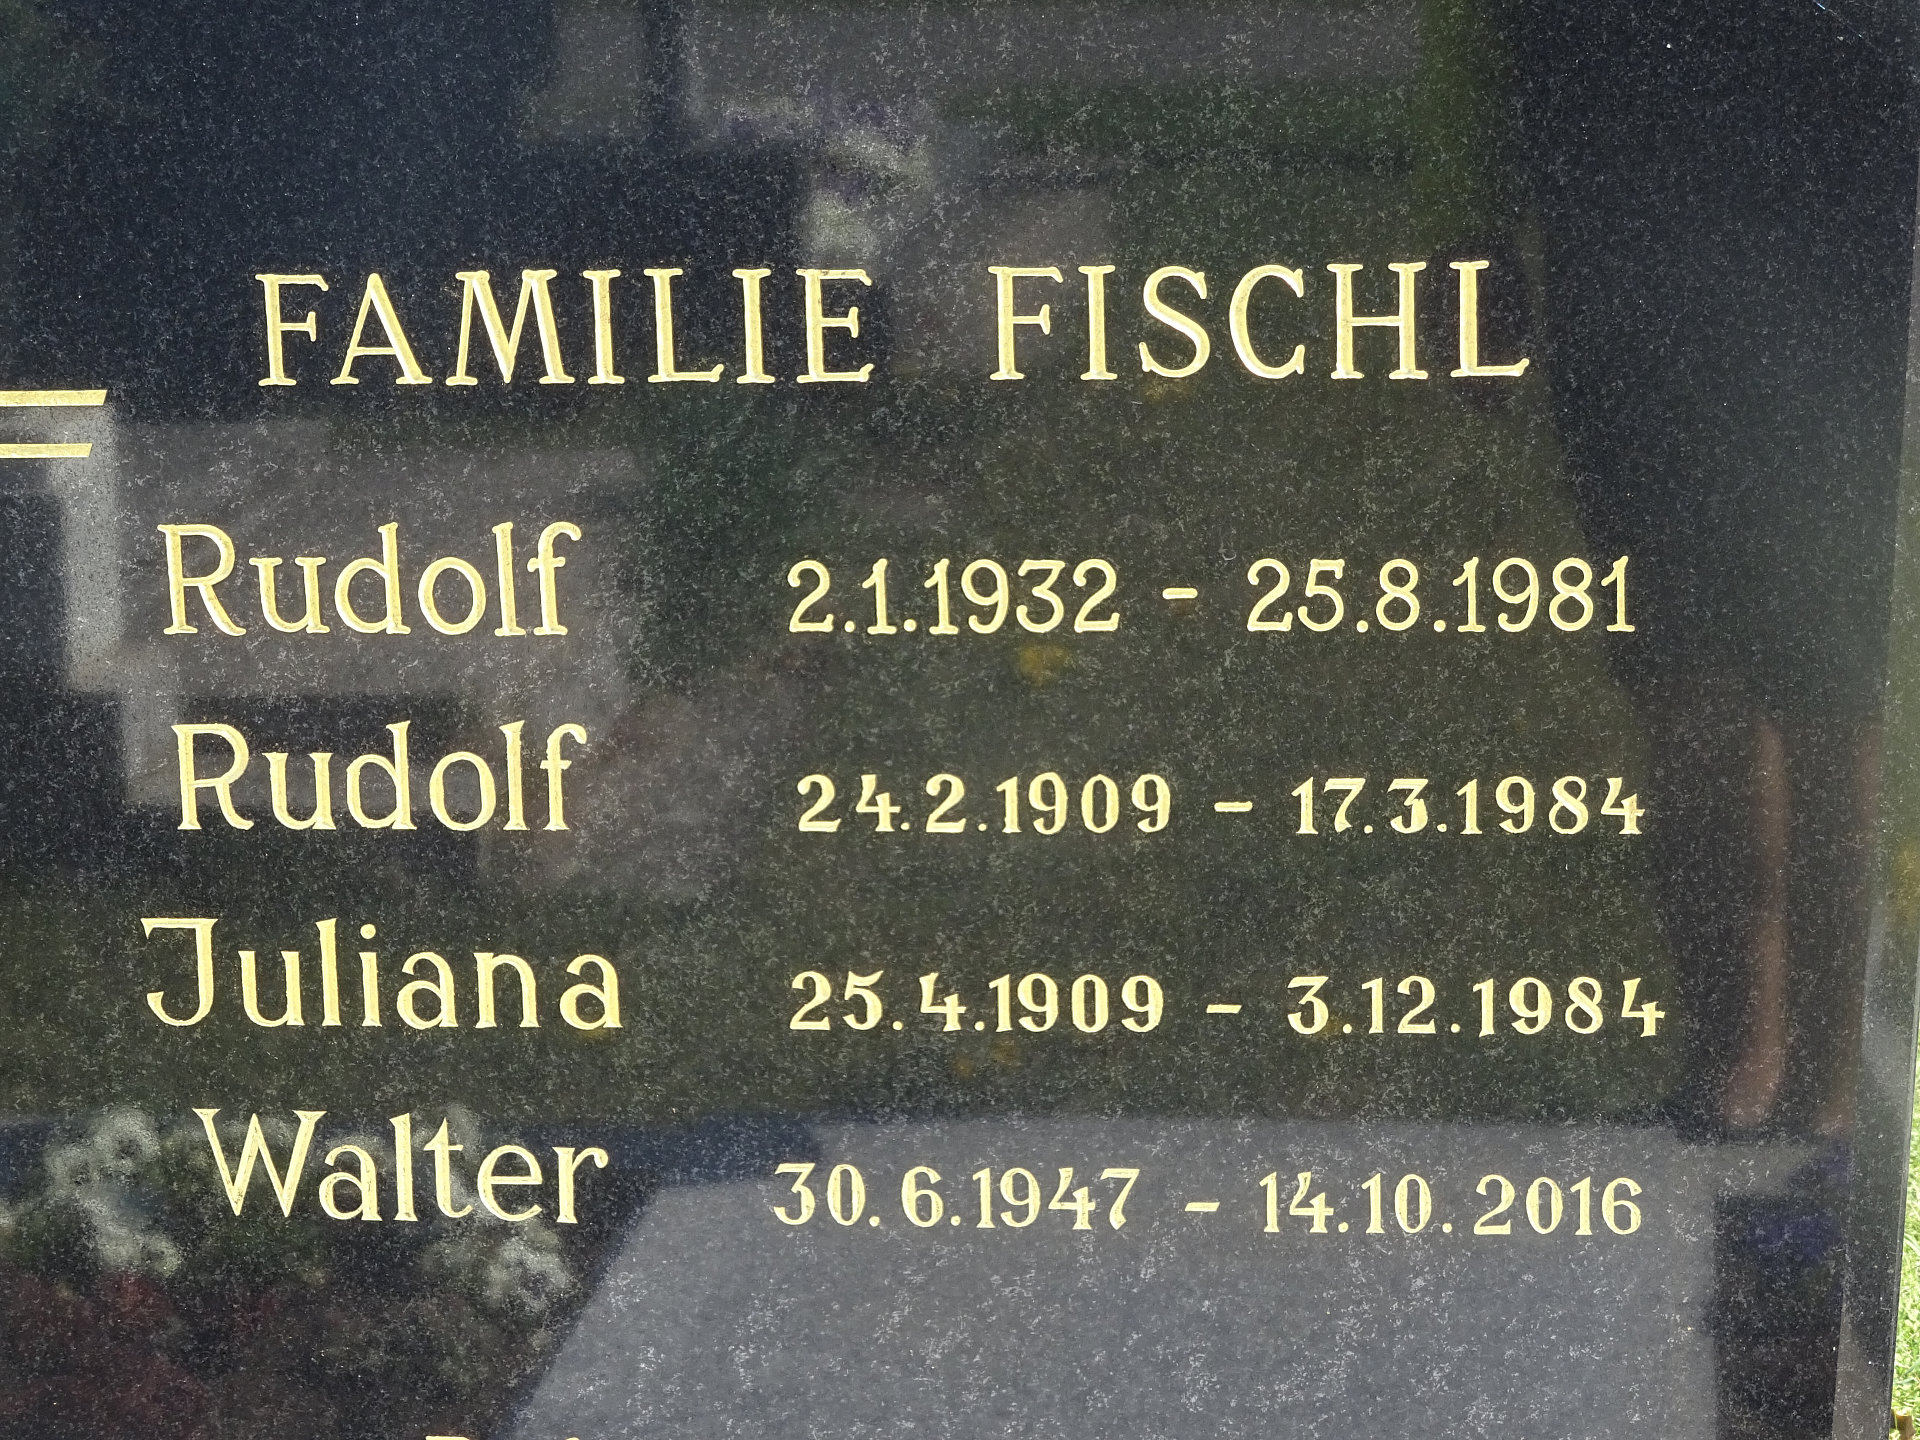 FAMILIE FISCHL
Rudolf 2.1.1932 - 25.8.1981
Rudolf 24.2.1909 - 17.3.1984
Juliana 25.4.1909 - 3.12.1984
Walter 30.6.1947 - 14.10.2016